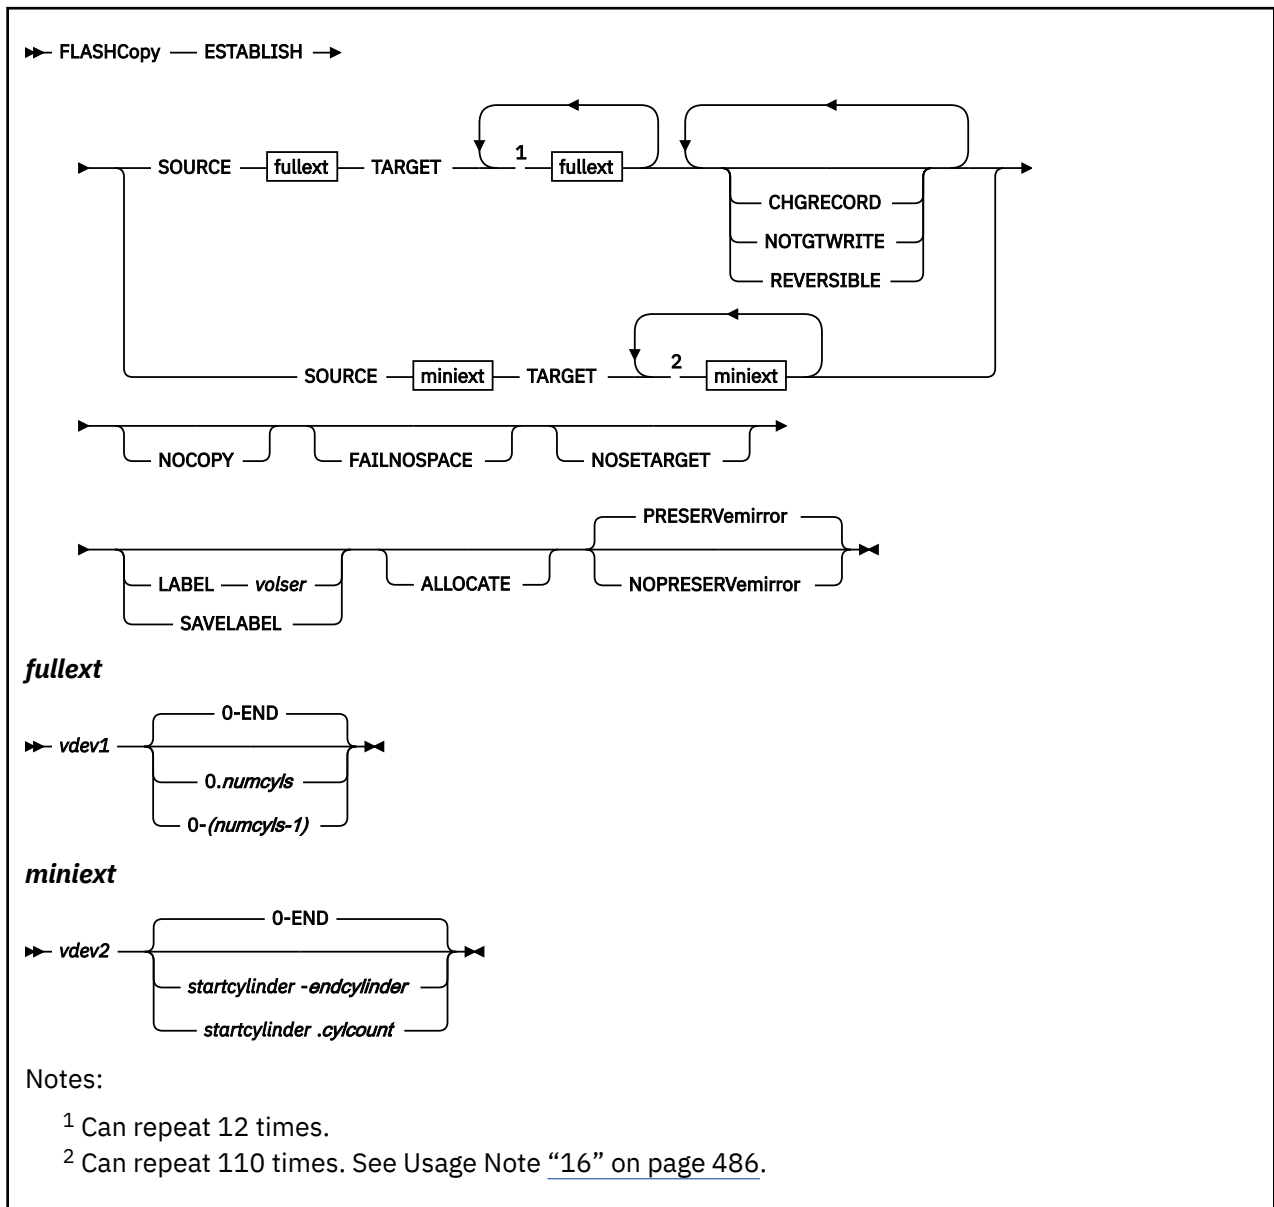 FLASHCopy ESTABLISH
SOURCE fullext TARGET 1 fullext
CHGRECORD
NOTGTWRITE
REVERSIBLE
SOURCE miniext TARGET 2 miniext
NOCOPY FAILNOSPACE NOSETARGET
PRESERVemirror
LABEL volser ALLOCATE NOPRESERVemirror
SAVELABEL
fullext
0-END
vdev1
0.numcyls
0-(numcyls-1)
miniext
0-END
vdev2
startcylinder -endcylinder
startcylinder .cylcount
Notes:
1 Can repeat 12 times.
2 Can repeat 110 times. See Usage Note “16” on page 486.